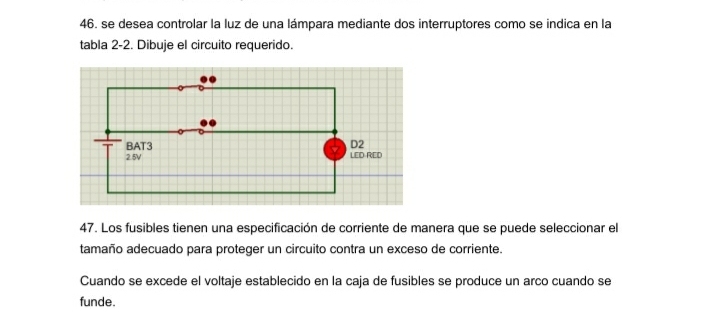 46. se desea controlar la luz de una lámpara mediante dos interruptores como se indica en la
tabla 2-2. Dibuje el circuito requerido.
BAT3
2.5V
D2
LED-RED
47. Los fusibles tienen una especificación de corriente de manera que se puede seleccionar el
tamaño adecuado para proteger un circuito contra un exceso de corriente.
Cuando se excede el voltaje establecido en la caja de fusibles se produce un arco cuando se
funde.